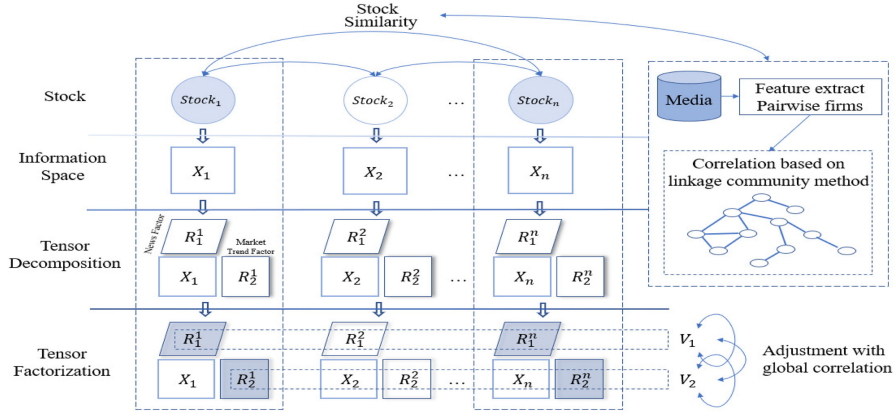 Stock
Similarity
Stock
Stock₁
Stock₂
...
Stockₙ
Media
Feature extract
Pairwise firms
Information
Space
X₁
X₂
...
Xₙ
Correlation based on
linkage community method
Tensor
Decomposition
News Factor
R₁¹
Market
Trend Factor
R₁²
R₁ⁿ
X₁
R₂¹
X₂
R₂²
...
Xₙ
R₂ⁿ
Tensor
Factorization
R₁¹
R₁²
R₁ⁿ
V₁
X₁
R₂¹
X₂
R₂²
...
Xₙ
R₂ⁿ
V₂
Adjustment with
global correlation